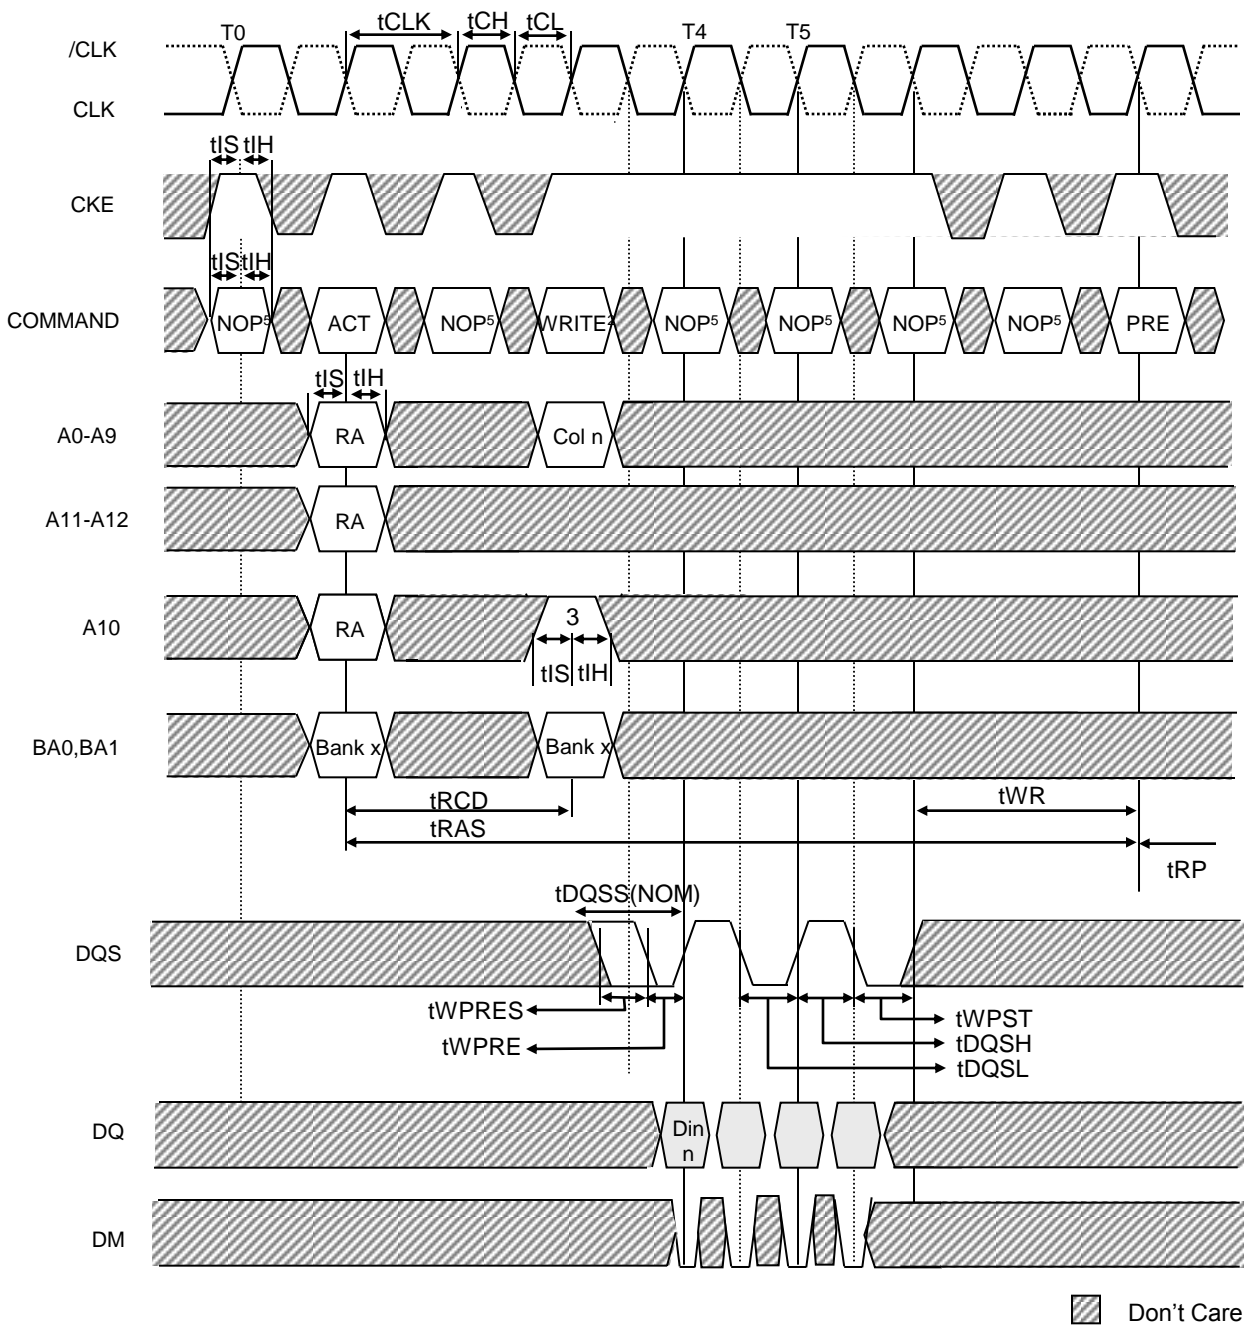 tCLK tCH tCL
T0 T4 T5
/CLK
CLK
tIS tIH
CKE
tIS tIH
COMMAND NOP5 ACT NOP5 WRITE2 NOP5 NOP5 NOP5 NOP5 PRE
tIS tIH
A0-A9 RA Col n
A11-A12 RA
A10 RA 3
tIS tIH
BA0,BA1 Bank x Bank x
tRCD tWR
tRAS
tRP
tDQSS(NOM)
DQS
tWPRES tWPST
tWPRE tDQSH
tDQSL
DQ Din
n
DM
Don't Care